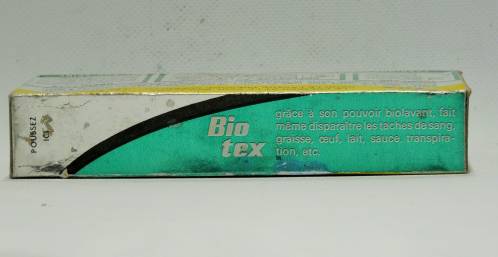 POUSSEZ
ICI
Bio
tex
grâce à son pouvoir biolavant, fait
même disparaître les taches de sang,
graisse, œuf, lait, sauce, transpira-
tion, etc.